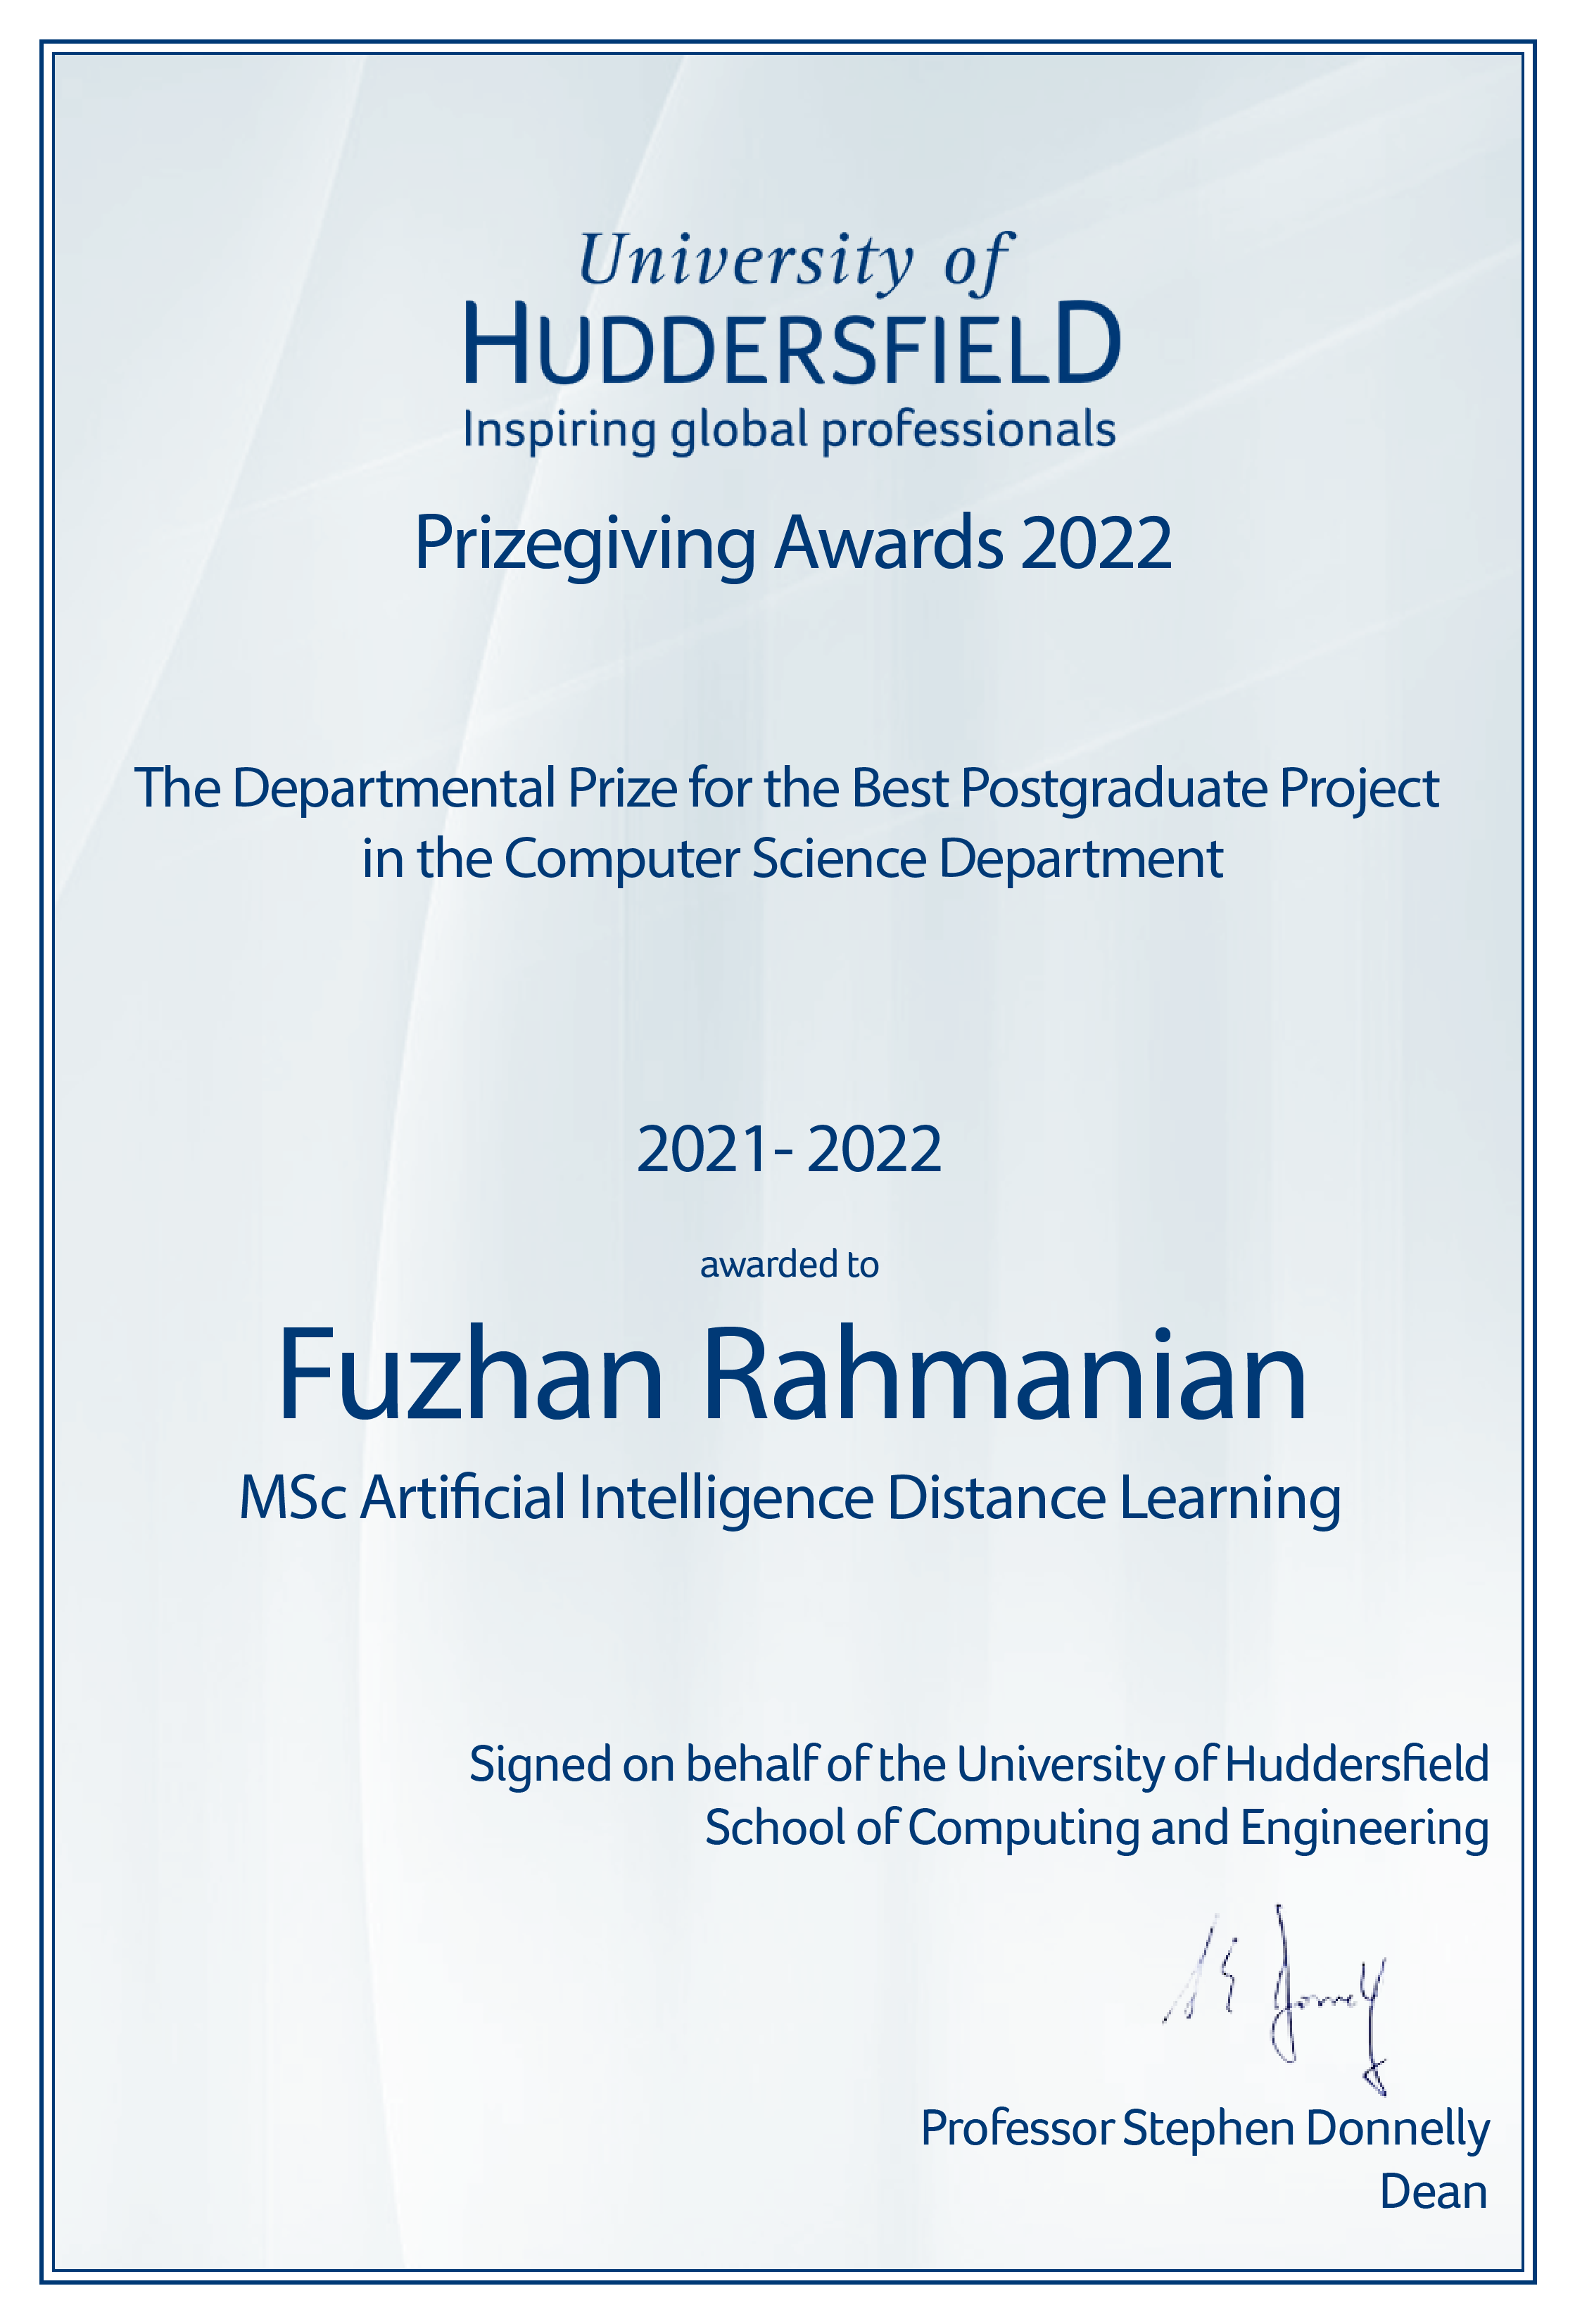 University of
HUDDERSFIELD
Inspiring global professionals
Prizegiving Awards 2022
The Departmental Prize for the Best Postgraduate Project
in the Computer Science Department
2021- 2022
awarded to
Fuzhan Rahmanian
MSc Artificial Intelligence Distance Learning
Signed on behalf of the University of Huddersfield
School of Computing and Engineering
Professor Stephen Donnelly
Dean